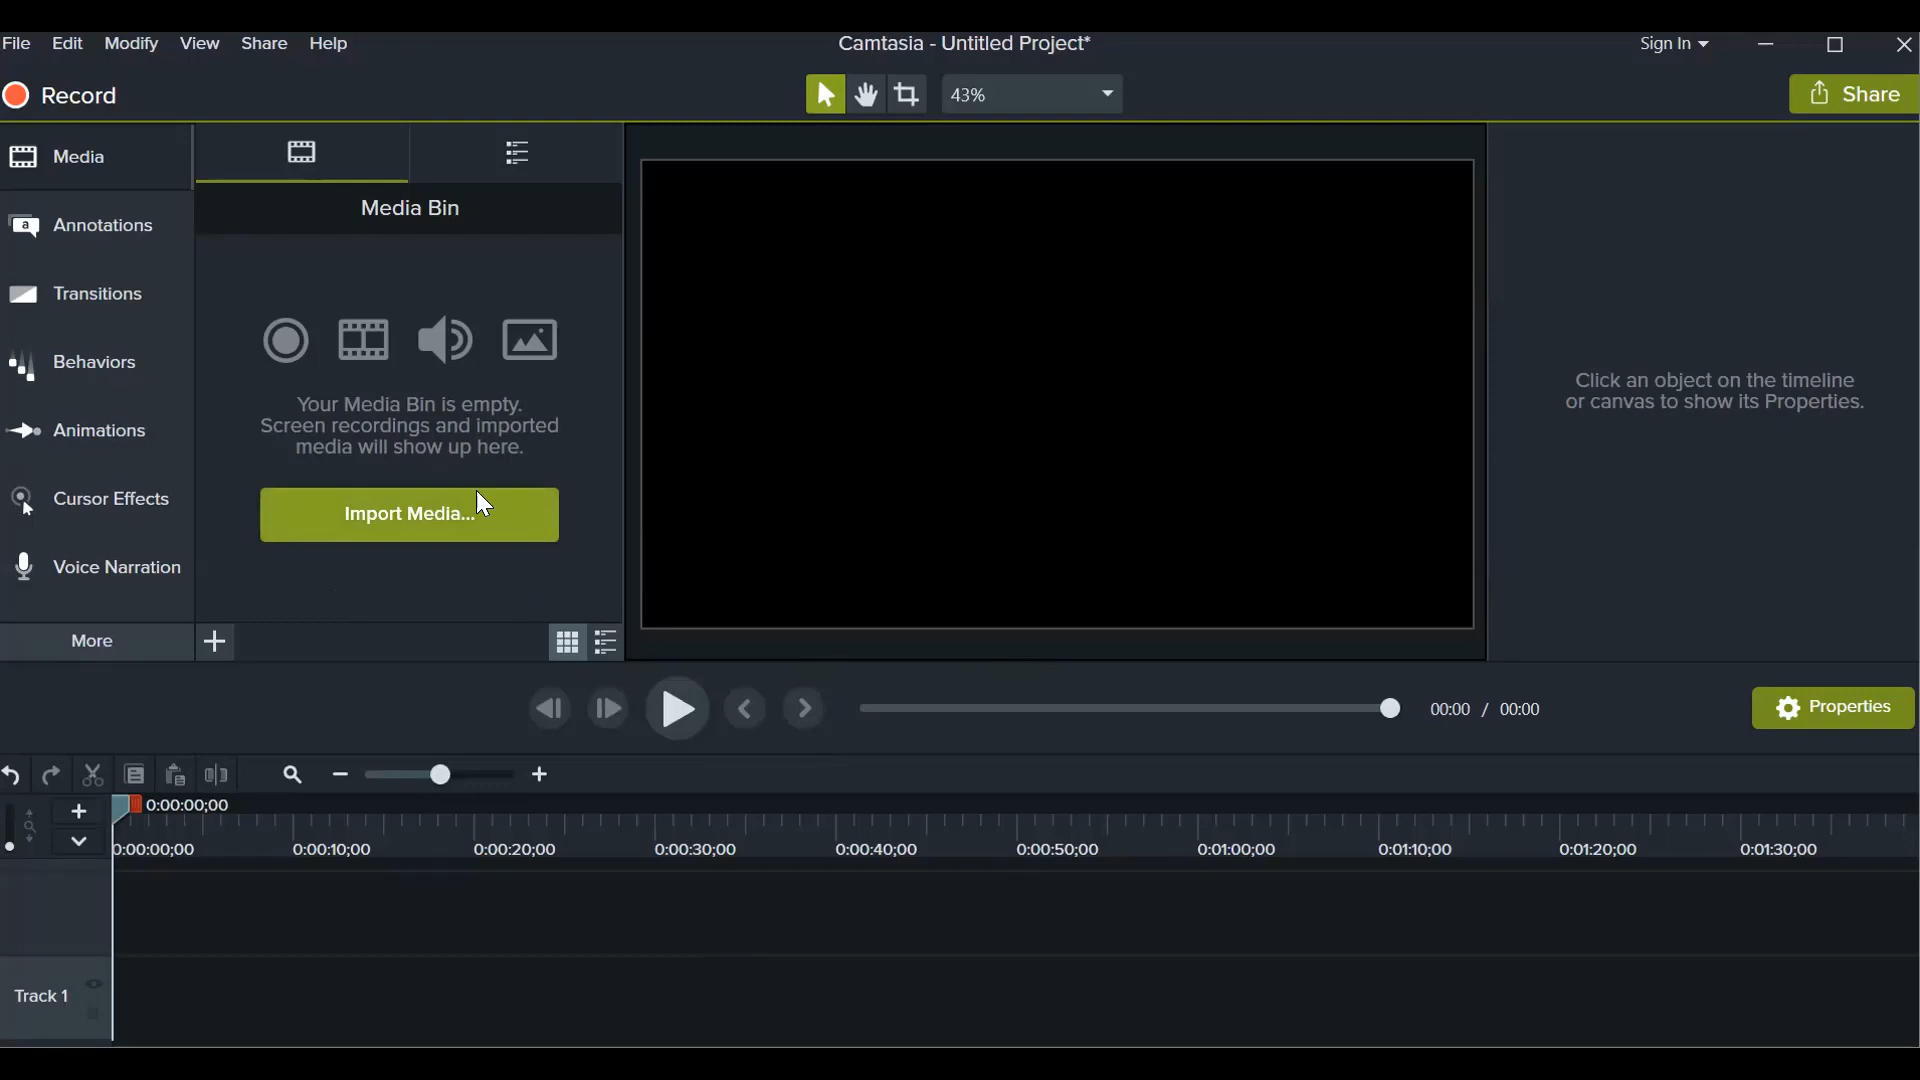 File Edit Modify View Share Help
Camtasia - Untitled Project*
Sign In
Record
43%
Share
Media
Annotations
Transitions
Behaviors
Animations
Cursor Effects
Voice Narration
More
Media Bin
Your Media Bin is empty.
Screen recordings and imported
media will show up here.
Import Media...
Click an object on the timeline
or canvas to show its Properties.
00:00 / 00:00
Properties
0:00:00;00
0:00:00;00 0:00:10;00 0:00:20;00 0:00:30;00 0:00:40;00 0:00:50;00 0:01:00;00 0:01:10;00 0:01:20;00 0:01:30;00
Track 1